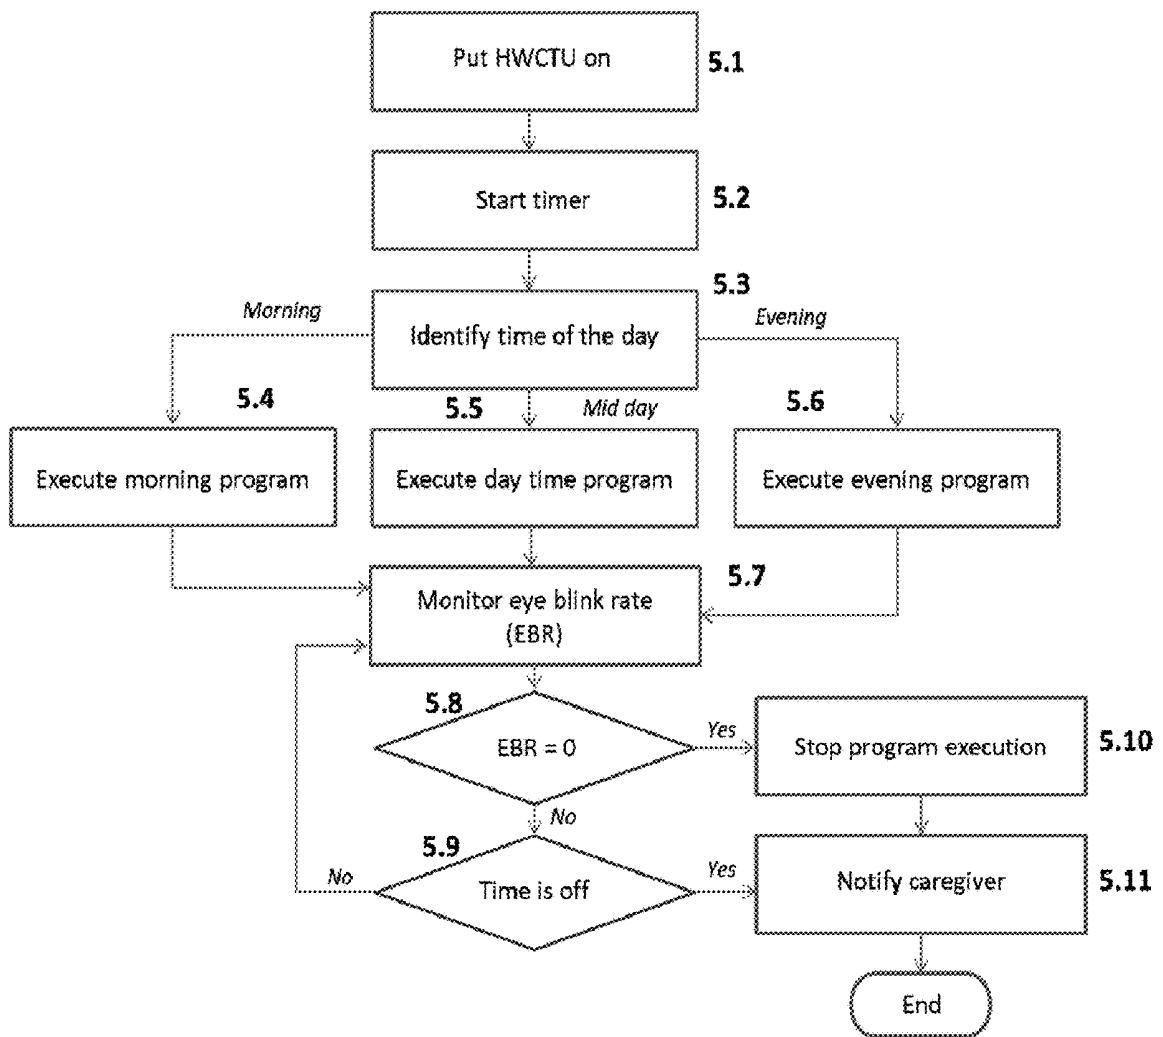 Put HWCTU on
5.1
Start timer
5.2
5.3
Morning
Identify time of the day
Evening
5.4
5.5
Mid day
5.6
Execute morning program
Execute day time program
Execute evening program
5.7
Monitor eye blink rate
(EBR)
5.8
EBR = 0
Yes
Stop program execution
5.10
No
5.9
No
Time is off
Yes
Notify caregiver
5.11
End